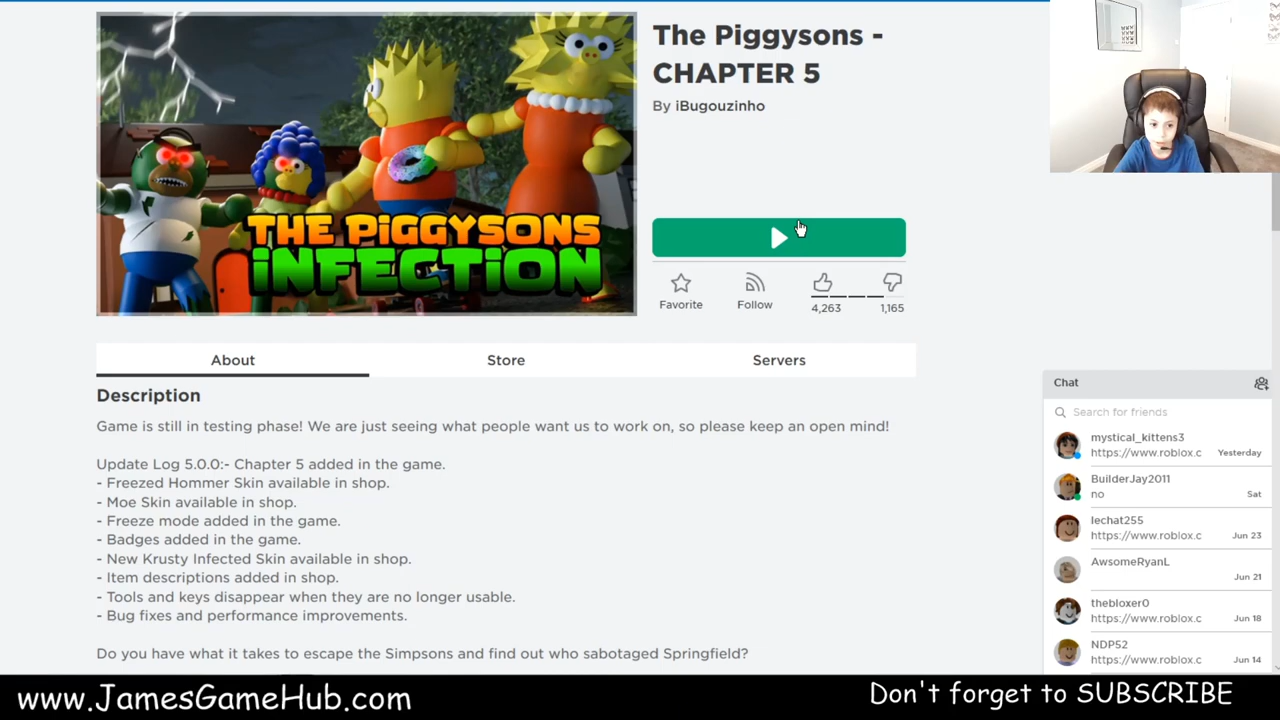 The Piggysons -
CHAPTER 5
By iBugouzinho
THE PiGGYSONS
iNFECTiON
Favorite
Follow
4,263
1,165
About
Store
Servers
Description
Game is still in testing phase! We are just seeing what people want us to work on, so please keep an open mind!
Update Log 5.0.0:- Chapter 5 added in the game.
- Freezed Hommer Skin available in shop.
- Moe Skin available in shop.
- Freeze mode added in the game.
- Badges added in the game.
- New Krusty Infected Skin available in shop.
- Item descriptions added in shop.
- Tools and keys disappear when they are no longer usable.
- Bug fixes and performance improvements.
Do you have what it takes to escape the Simpsons and find out who sabotaged Springfield?
Chat
Search for friends
mystical_kittens3
https://www.roblox.c Yesterday
BuilderJay2011
no Sat
lechat255
https://www.roblox.c Jun 23
AwsomeRyanL
Jun 21
thebloxer0
https://www.roblox.c Jun 18
NDP52
https://www.roblox.c Jun 14
www.JamesGameHub.com
Don't forget to SUBSCRIBE